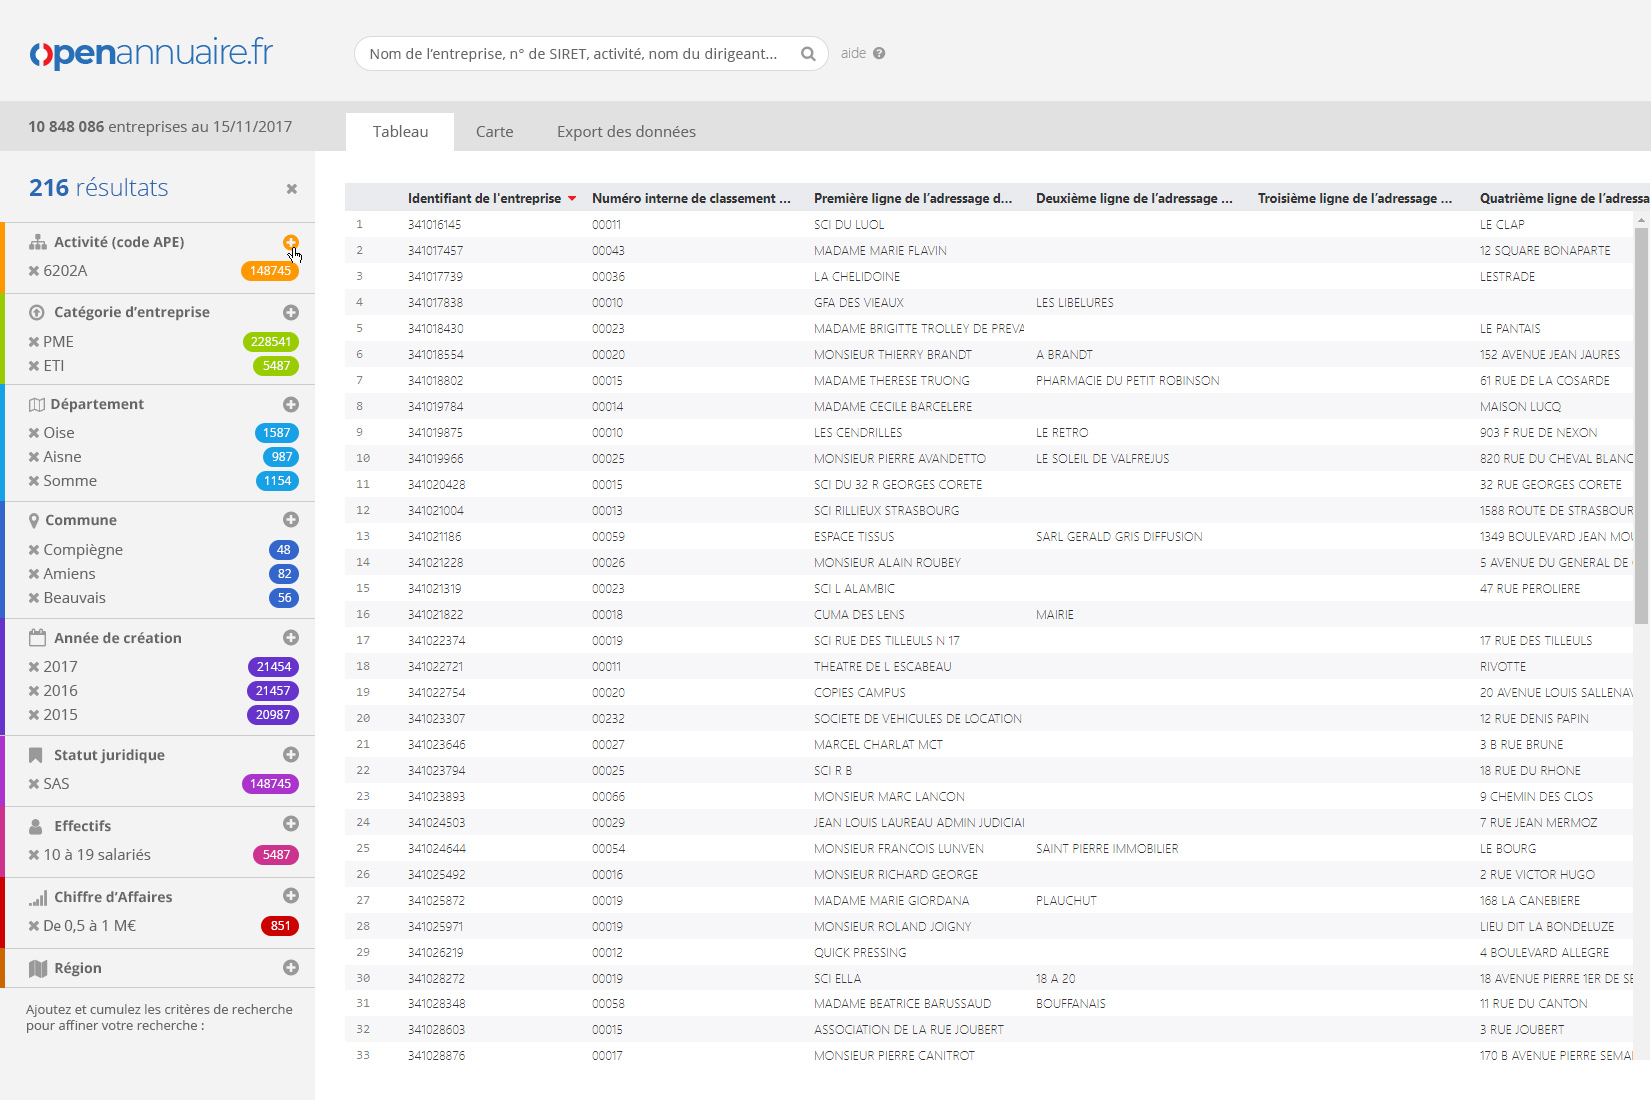 openannuaire.fr
Nom de l'entreprise, n° de SIRET, activité, nom du dirigeant...
aide ?
10 848 086 entreprises au 15/11/2017
Tableau Carte Export des données
216 résultats
Activité (code APE)
6202A 148745
Catégorie d'entreprise
PME 228541
ETI 5487
Département
Oise 1587
Aisne 987
Somme 1154
Commune
Compiègne 48
Amiens 82
Beauvais 56
Année de création
2017 21454
2016 21457
2015 20987
Statut juridique
SAS 148745
Effectifs
10 à 19 salariés 5487
Chiffre d'Affaires
De 0,5 à 1 M€ 851
Région
Ajoutez et cumulez les critères de recherche
pour affiner votre recherche :
Identifiant de l'entreprise Numéro interne de classement ... Première ligne de l'adressage d... Deuxième ligne de l'adressage ... Troisième ligne de l'adressage ... Quatrième ligne de l'adressa
1 341016145 00011 SCI DU LUOL LE CLAP
2 341017457 00043 MADAME MARIE FLAVIN 12 SQUARE BONAPARTE
3 341017739 00036 LA CHELIDOINE LESTRADE
4 341017838 00010 GFA DES VIEAUX LES LIBELURES
5 341018430 00023 MADAME BRIGITTE TROLLEY DE PREVA LE PANTAIS
6 341018554 00020 MONSIEUR THIERRY BRANDT A BRANDT 152 AVENUE JEAN JAURES
7 341018802 00015 MADAME THERESE TRUONG PHARMACIE DU PETIT ROBINSON 61 RUE DE LA COSARDE
8 341019784 00014 MADAME CECILE BARCELERE MAISON LUCQ
9 341019875 00010 LES CENDRILLES LE RETRO 903 F RUE DE NEXON
10 341019966 00025 MONSIEUR PIERRE AVANDETTO LE SOLEIL DE VALFREJUS 820 RUE DU CHEVAL BLANC
11 341020428 00015 SCI DU 32 R GEORGES CORETE 32 RUE GEORGES CORETE
12 341021004 00013 SCI RILLIEUX STRASBOURG 1588 ROUTE DE STRASBOUR
13 341021186 00059 ESPACE TISSUS SARL GERALD GRIS DIFFUSION 1349 BOULEVARD JEAN MOU
14 341021228 00026 MONSIEUR ALAIN ROUBEY 5 AVENUE DU GENERAL DE
15 341021319 00023 SCI L ALAMBIC 47 RUE PEROLIERE
16 341021822 00018 CUMA DES LENS MAIRIE
17 341022374 00019 SCI RUE DES TILLEULS N 17 17 RUE DES TILLEULS
18 341022721 00011 THEATRE DE L ESCABEAU RIVOTTE
19 341022754 00020 COPIES CAMPUS 20 AVENUE LOUIS SALLENAV
20 341023307 00232 SOCIETE DE VEHICULES DE LOCATION 12 RUE DENIS PAPIN
21 341023646 00027 MARCEL CHARLAT MCT 3 B RUE BRUNE
22 341023794 00025 SCI R B 18 RUE DU RHONE
23 341023893 00066 MONSIEUR MARC LANCON 9 CHEMIN DES CLOS
24 341024503 00029 JEAN LOUIS LAUREAU ADMIN JUDICIAI 7 RUE JEAN MERMOZ
25 341024644 00054 MONSIEUR FRANCOIS LUNVEN SAINT PIERRE IMMOBILIER LE BOURG
26 341025492 00016 MONSIEUR RICHARD GEORGE 2 RUE VICTOR HUGO
27 341025872 00019 MADAME MARIE GIORDANA PLAUCHUT 168 LA CANEBIERE
28 341025971 00019 MONSIEUR ROLAND JOIGNY LIEU DIT LA BONDELUZE
29 341026219 00012 QUICK PRESSING 4 BOULEVARD ALLEGRE
30 341028272 00019 SCI ELLA 18 A 20 18 AVENUE PIERRE 1ER DE SE
31 341028348 00058 MADAME BEATRICE BARUSSAUD BOUFFANAIS 11 RUE DU CANTON
32 341028603 00015 ASSOCIATION DE LA RUE JOUBERT 3 RUE JOUBERT
33 341028876 00017 MONSIEUR PIERRE CANITROT 170 B AVENUE PIERRE SEMA